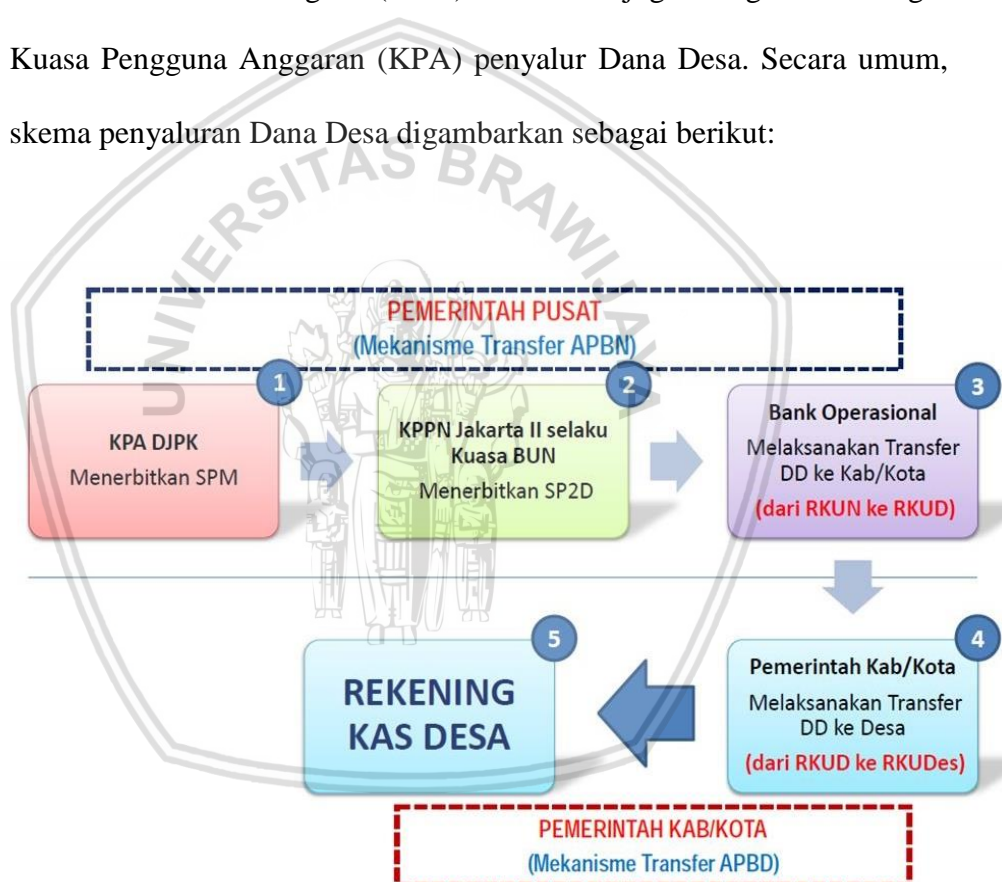 Kuasa Pengguna Anggaran (KPA) penyalur Dana Desa. Secara umum,
skema penyaluran Dana Desa digambarkan sebagai berikut:
UNIVERSITAS BRAWIJAYA
PEMERINTAH PUSAT
(Mekanisme Transfer APBN)
1
KPA DJPK
Menerbitkan SPM
2
KPPN Jakarta II selaku
Kuasa BUN
Menerbitkan SP2D
3
Bank Operasional
Melaksanakan Transfer
DD ke Kab/Kota
(dari RKUN ke RKUD)
4
Pemerintah Kab/Kota
Melaksanakan Transfer
DD ke Desa
(dari RKUD ke RKUDes)
5
REKENING
KAS DESA
PEMERINTAH KAB/KOTA
(Mekanisme Transfer APBD)